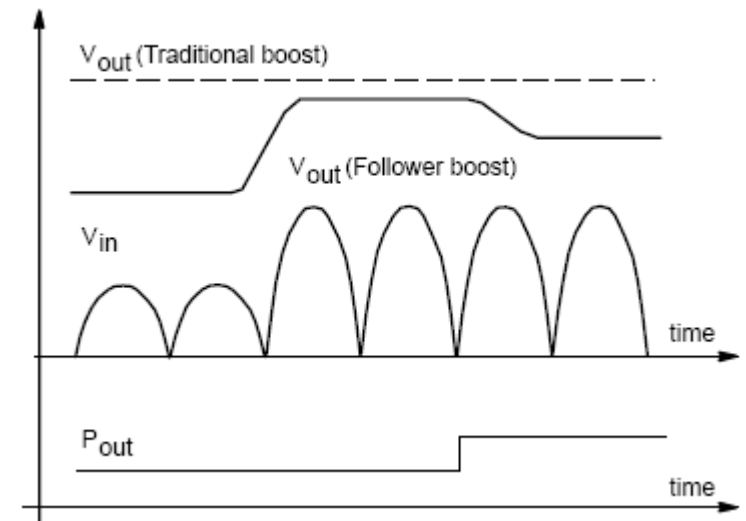 Vout (Traditional boost)
Vout (Follower boost)
Vin
time
Pout
time